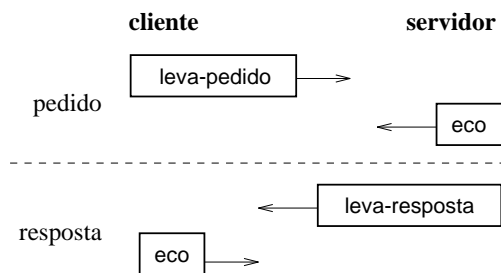 cliente servidor
leva-pedido
pedido
eco
leva-resposta
resposta
eco